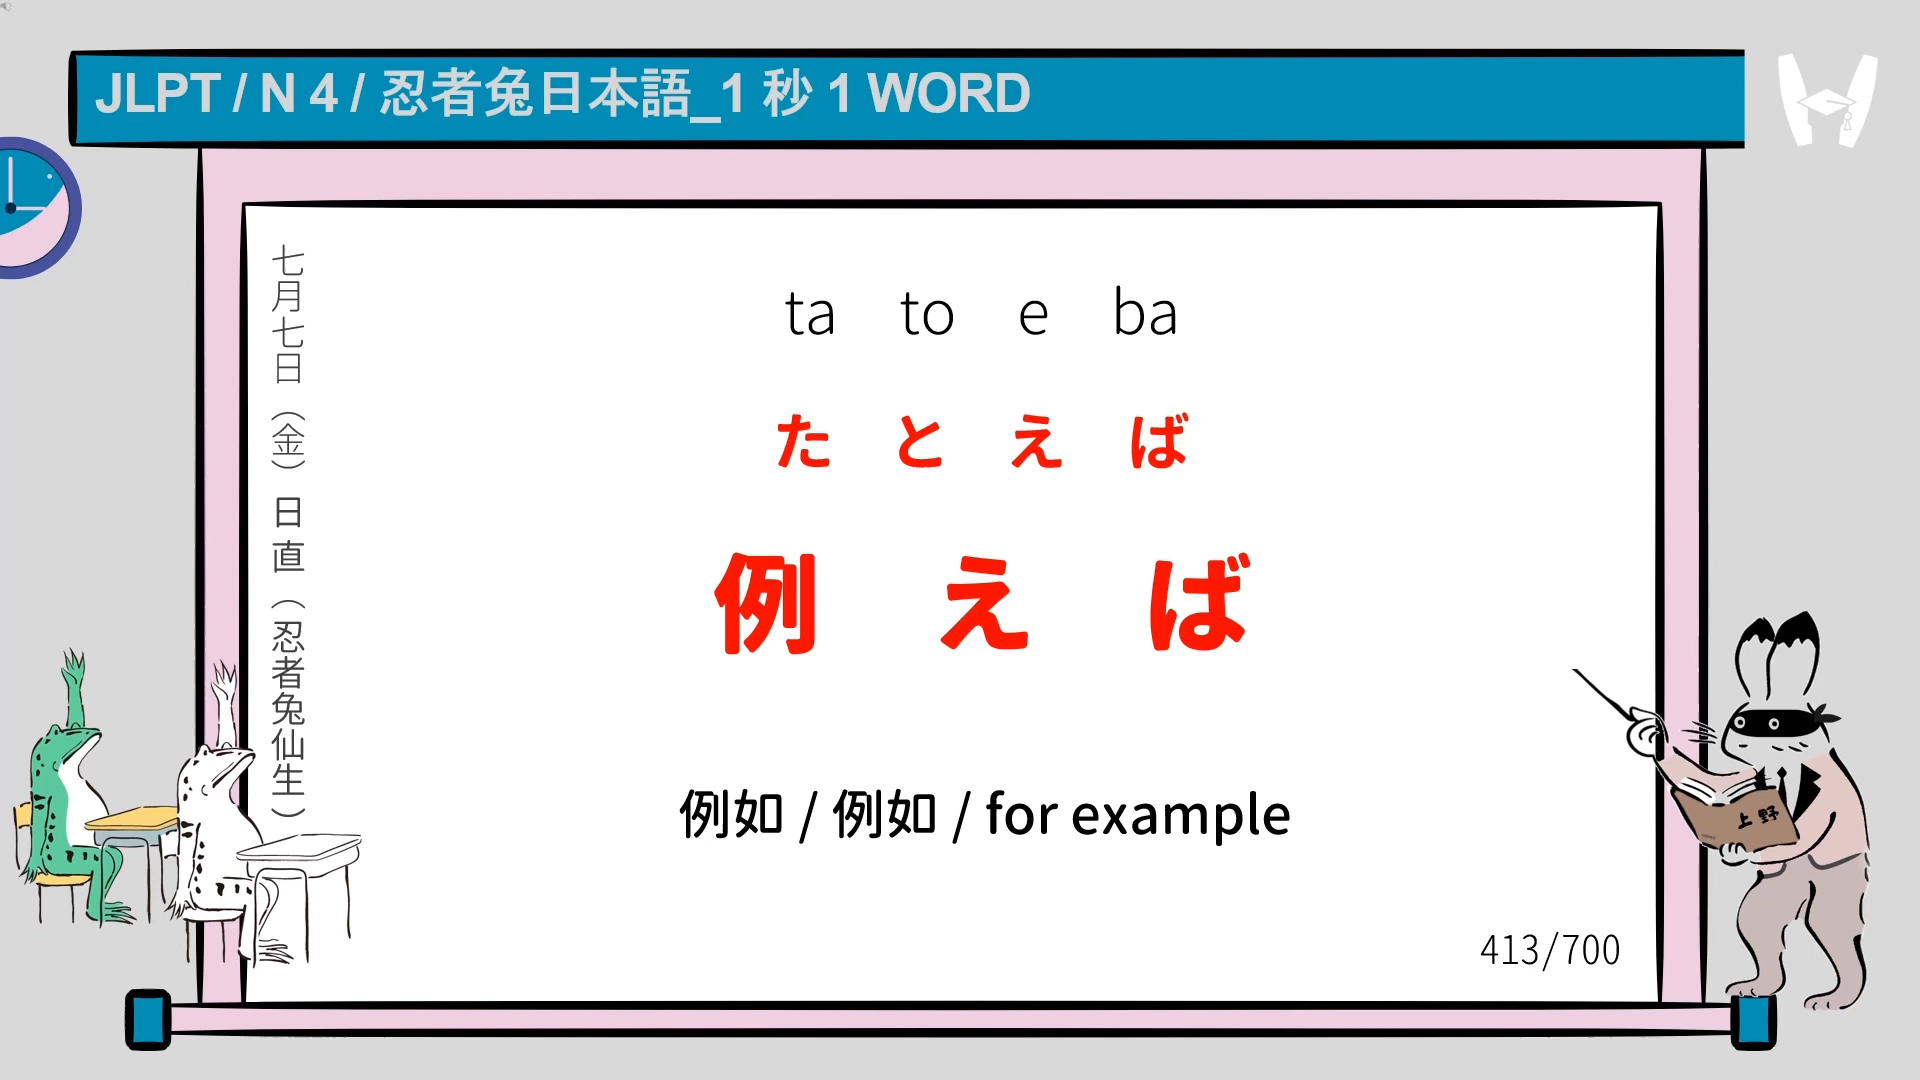 JLPT / N 4 / 忍者兔日本語_1 秒 1 WORD
七月七日（金）日直（忍者兔仙生）
ta to e ba
た と え ば
例 え ば
例如 / 例如 / for example
上野
413/700